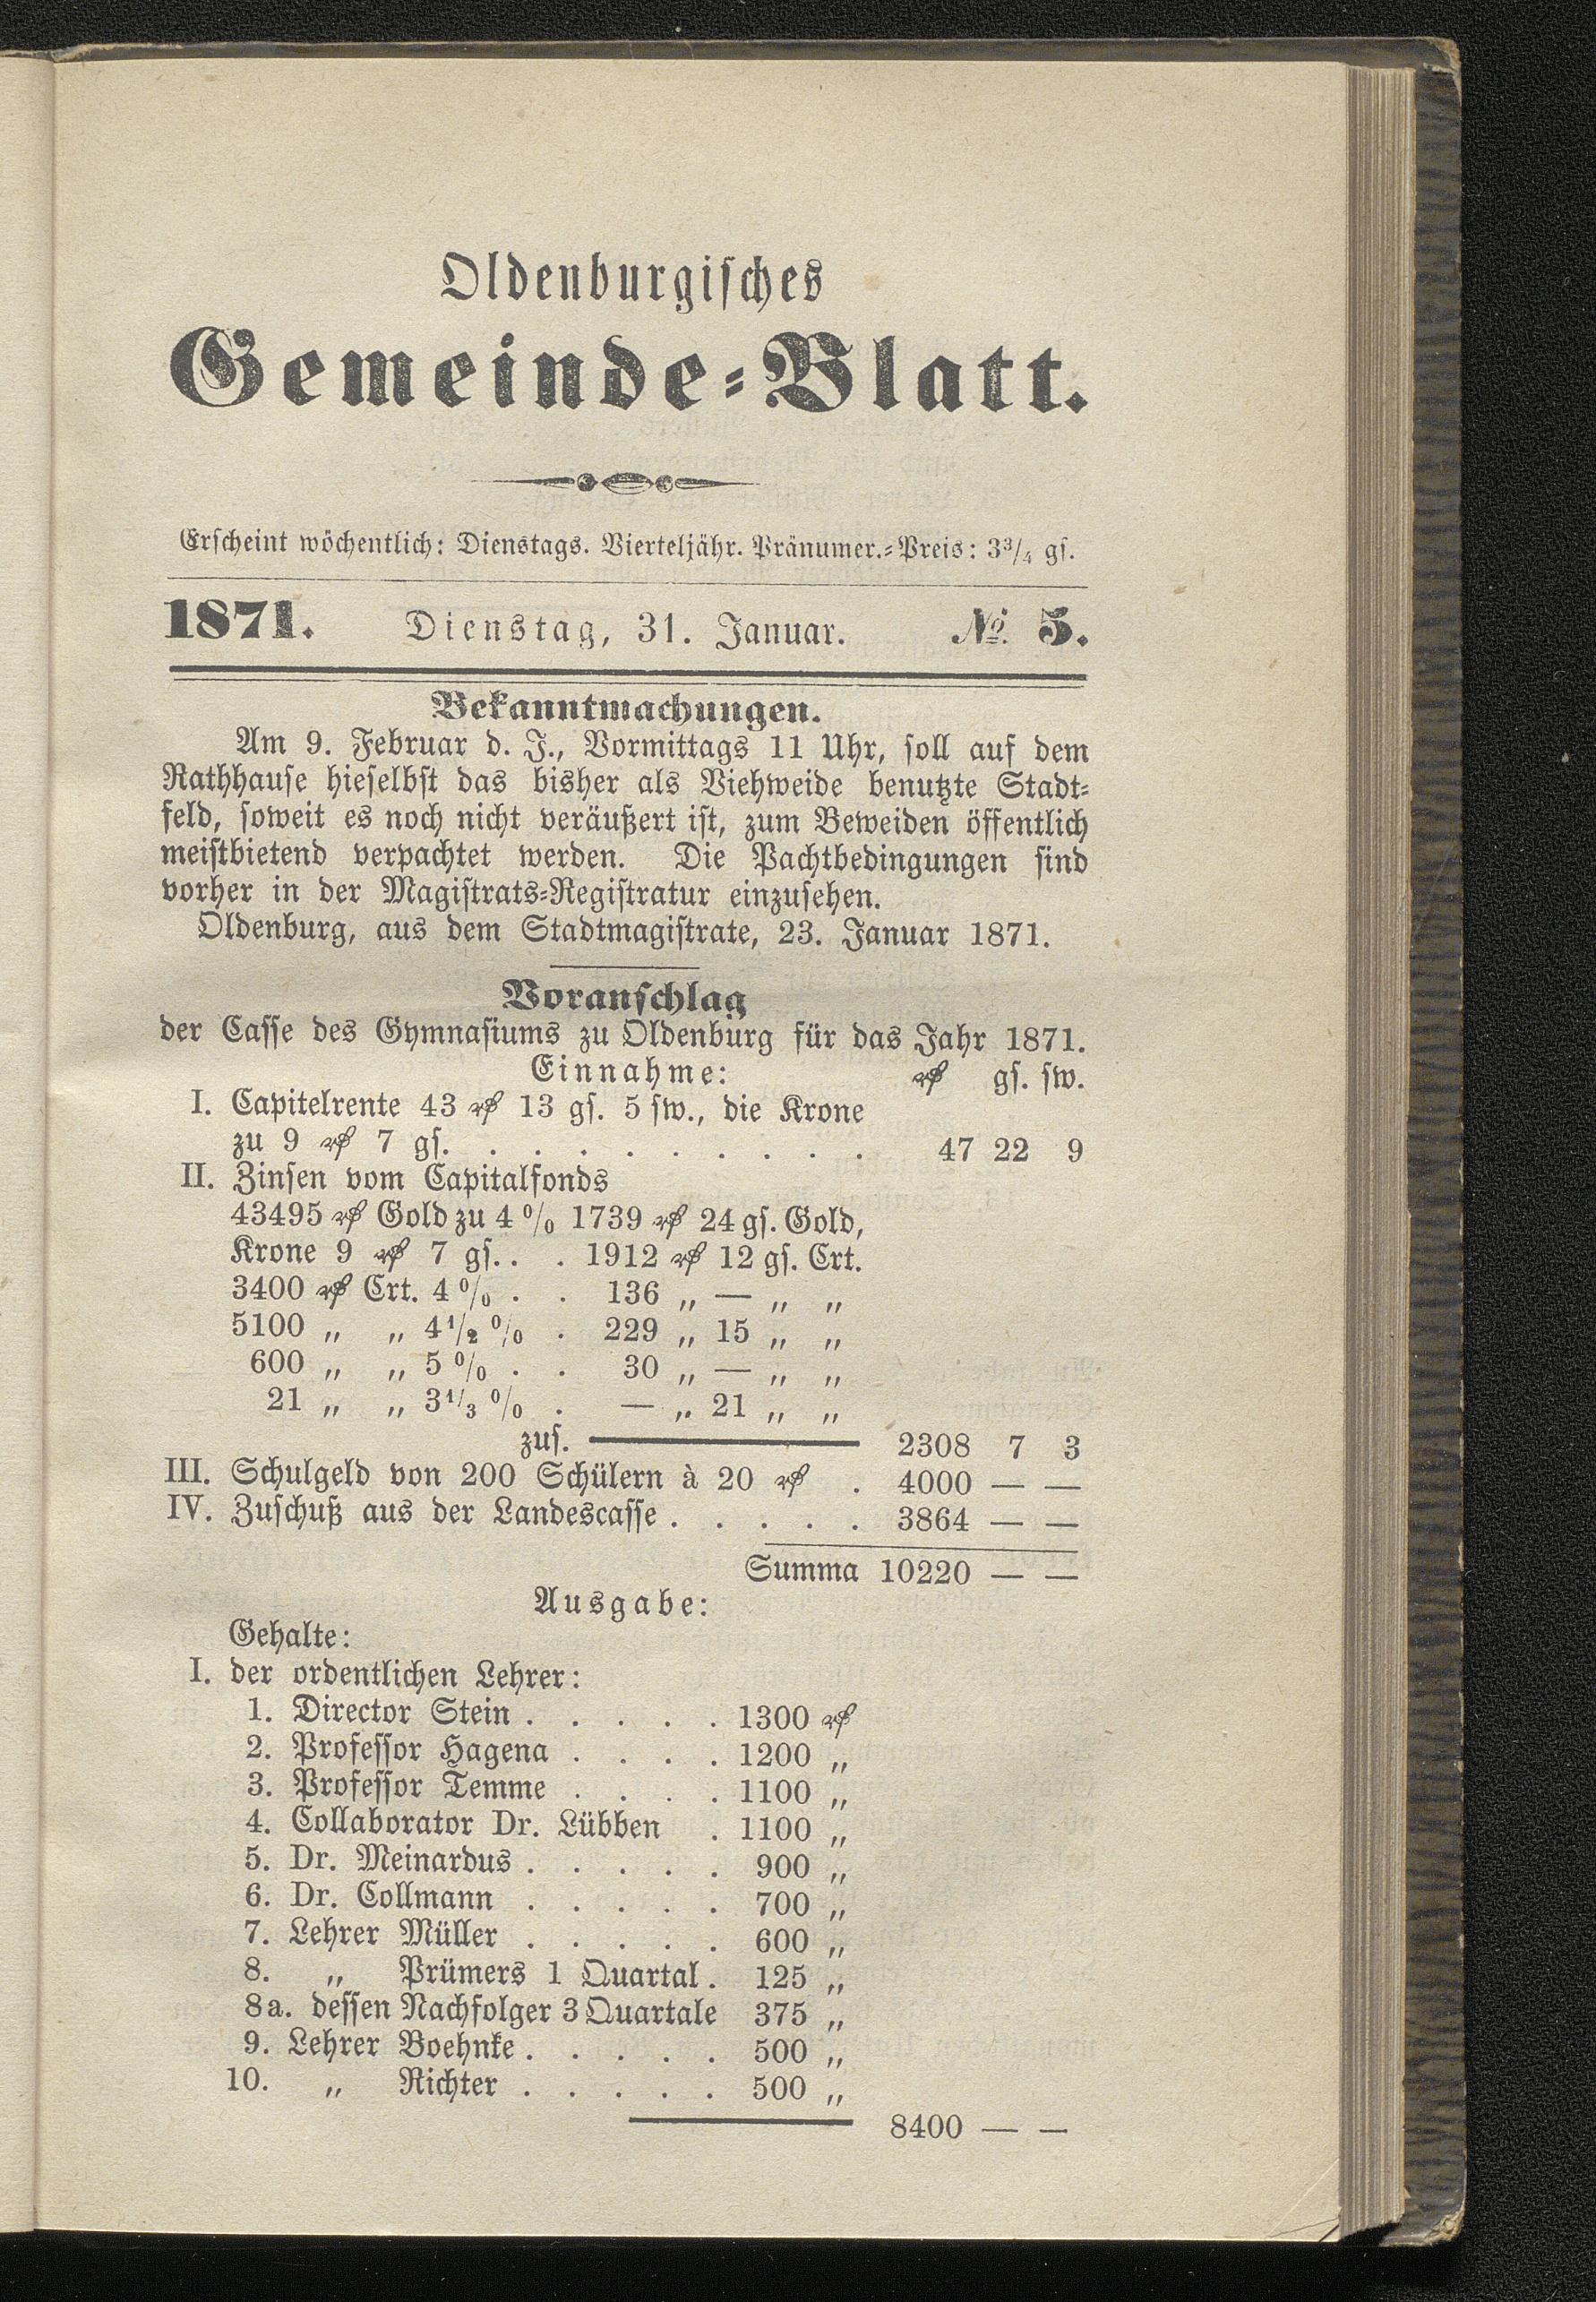 Oldenburgisches
Gemeinde-Blatt.
Erscheint wöchentlich: Dienstags. Vierteljähr. Pränumer.-Preis: 3³/₄ gs.
1871. Dienstag, 31. Januar. № 5.
Bekanntmachungen.
Am 9. Februar d. J., Vormittags 11 Uhr, soll auf dem
Rathhause hieselbst das bisher als Viehweide benutzte Stadt-
feld, soweit es noch nicht veräußert ist, zum Beweiden öffentlich
meistbietend verpachtet werden. Die Pachtbedingungen sind
vorher in der Magistrats-Registratur einzusehen.
Oldenburg, aus dem Stadtmagistrate, 23. Januar 1871.
Voranschlag
der Casse des Gymnasiums zu Oldenburg für das Jahr 1871.
Einnahme: ₰ gs. sw.
I. Capitelrente 43 ₰ 13 gs. 5 sw., die Krone
zu 9 ₰ 7 gs. . . . . . . . . . 47 22 9
II. Zinsen vom Capitalfonds
43495 ₰ Gold zu 4 % 1739 ₰ 24 gs. Gold,
Krone 9 ₰ 7 gs. . . 1912 ₰ 12 gs. Crt.
3400 ₰ Crt. 4 % . . 136 „ — „ „
5100 „ „ 4¹/₂ % . 229 „ 15 „ „
600 „ „ 5 % . . 30 „ — „ „
21 „ „ 3¹/₃ % . — „ 21 „ „
zus. 2308 7 3
III. Schulgeld von 200 Schülern à 20 ₰ . 4000 — —
IV. Zuschuß aus der Landescasse . . . . . 3864 — —
Summa 10220 — —
Ausgabe:
Gehalte:
I. der ordentlichen Lehrer:
1. Director Stein . . . . . 1300 ₰
2. Professor Hagena . . . . 1200 „
3. Professor Temme . . . . 1100 „
4. Collaborator Dr. Lübben . 1100 „
5. Dr. Meinardus . . . . . 900 „
6. Dr. Collmann . . . . . 700 „
7. Lehrer Müller . . . . . 600 „
8. „ Prümers 1 Quartal . 125 „
8a. dessen Nachfolger 3 Quartale 375 „
9. Lehrer Boehnke . . . . . 500 „
10. „ Richter . . . . . 500 „
8400 — —